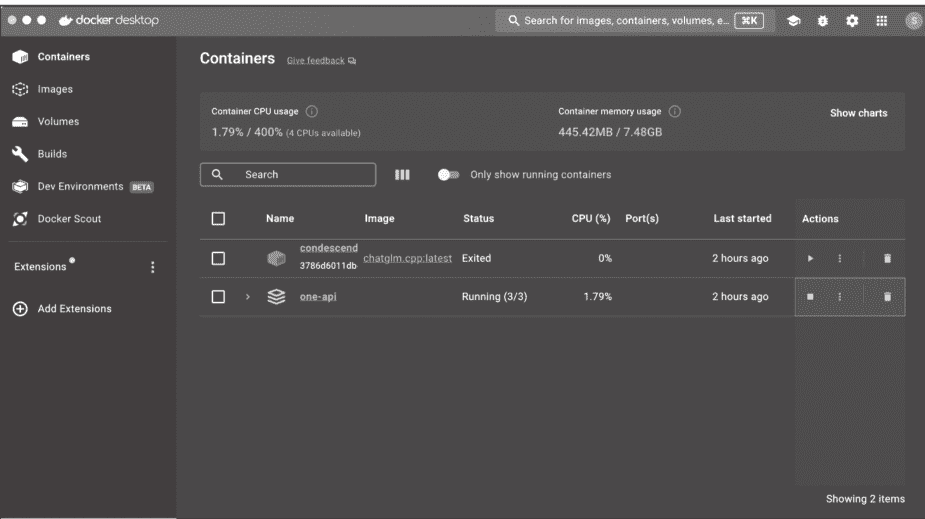 docker desktop
Search for images, containers, volumes, e... ⌘K
S
Containers
Images
Volumes
Builds
Dev Environments BETA
Docker Scout
Extensions
Add Extensions
Containers Give feedback
Container CPU usage
1.79% / 400% (4 CPUs available)
Container memory usage
445.42MB / 7.48GB
Show charts
Search
Only show running containers
Name Image Status CPU (%) Port(s) Last started Actions
condescend
3786d6011db
chatglm.cpp:latest Exited 0% 2 hours ago
one-api Running (3/3) 1.79% 2 hours ago
Showing 2 items